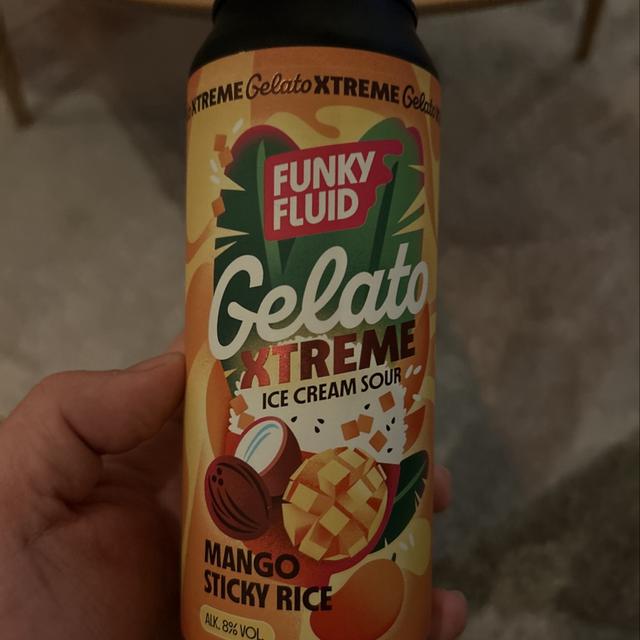 XTREME Gelato XTREME Gelato
FUNKY
FLUID
Gelato
XTREME
ICE CREAM SOUR
MANGO
STICKY RICE
ALK. 8% VOL.